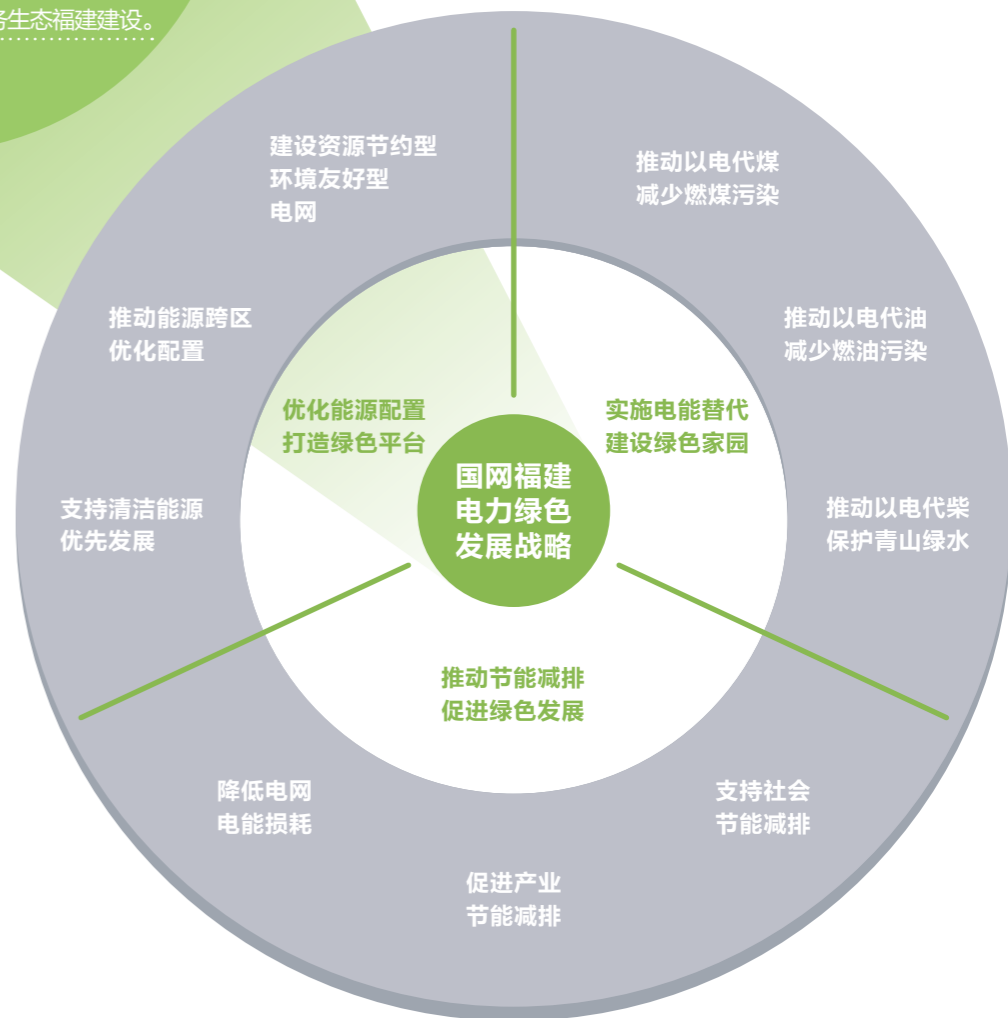 务生态福建建设。
建设资源节约型
环境友好型
电网
推动以电代煤
减少燃煤污染
推动能源跨区
优化配置
推动以电代油
减少燃油污染
优化能源配置
打造绿色平台
实施电能替代
建设绿色家园
国网福建
电力绿色
发展战略
支持清洁能源
优先发展
推动以电代柴
保护青山绿水
推动节能减排
促进绿色发展
降低电网
电能损耗
支持社会
节能减排
促进产业
节能减排